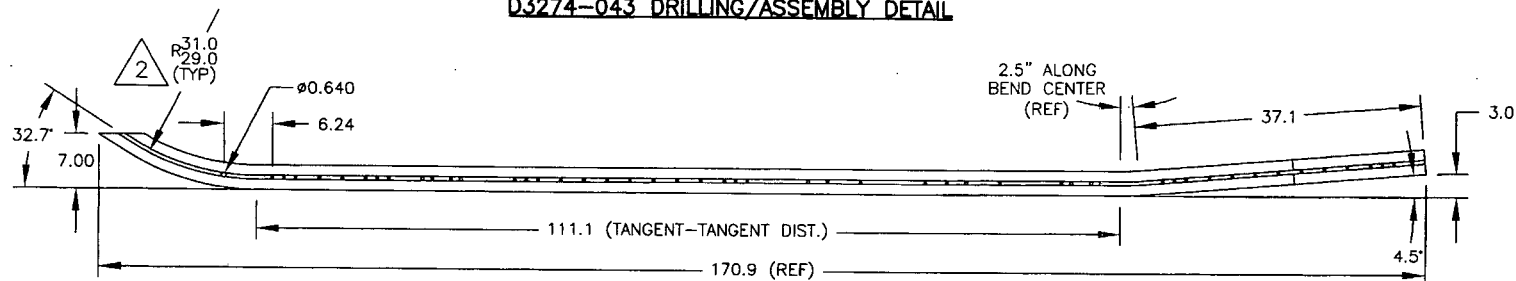 D3274-043 DRILLING/ASSEMBLY DETAIL
2
R31.0
29.0
(TYP)
ø0.640
6.24
2.5" ALONG
BEND CENTER
(REF)
37.1
3.0
32.7°
7.00
111.1 (TANGENT-TANGENT DIST.)
4.5°
170.9 (REF)